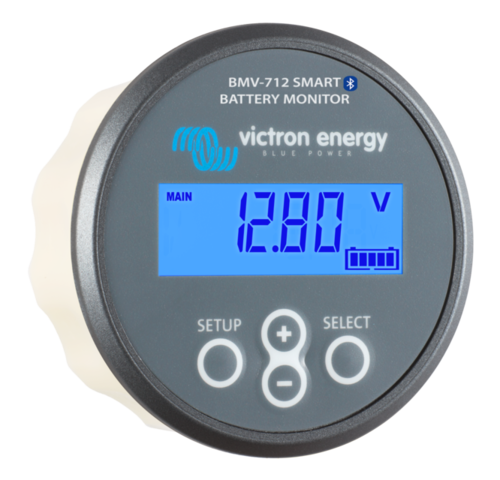 BMV-712 SMART
BATTERY MONITOR
victron energy
BLUE POWER
MAIN
12.80 V
SETUP
+
SELECT
−